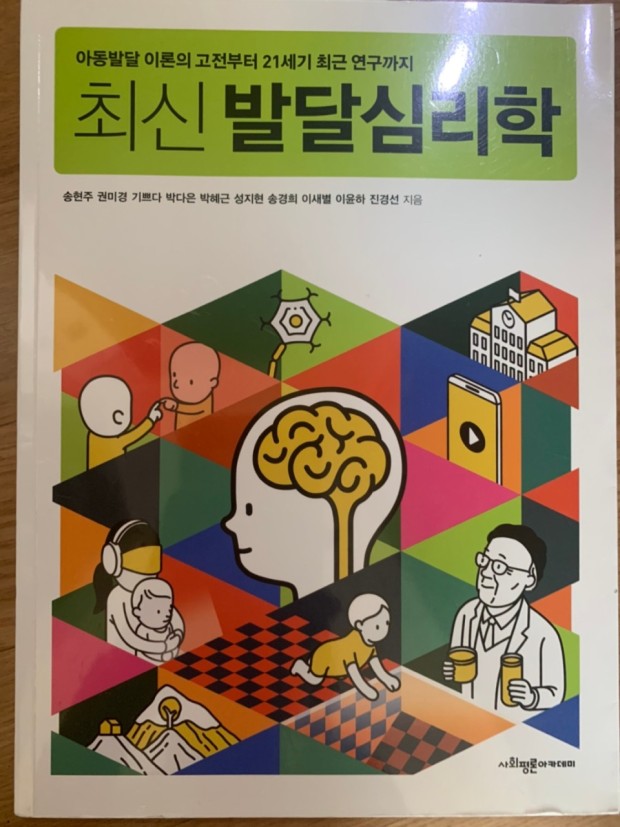 아동발달 이론의 고전부터 21세기 최근 연구까지
최신 발달심리학
송현주 권미경 기쁘다 박다은 박혜근 성지현 송경희 이새별 이윤하 진경선 지음
사회평론아카데미